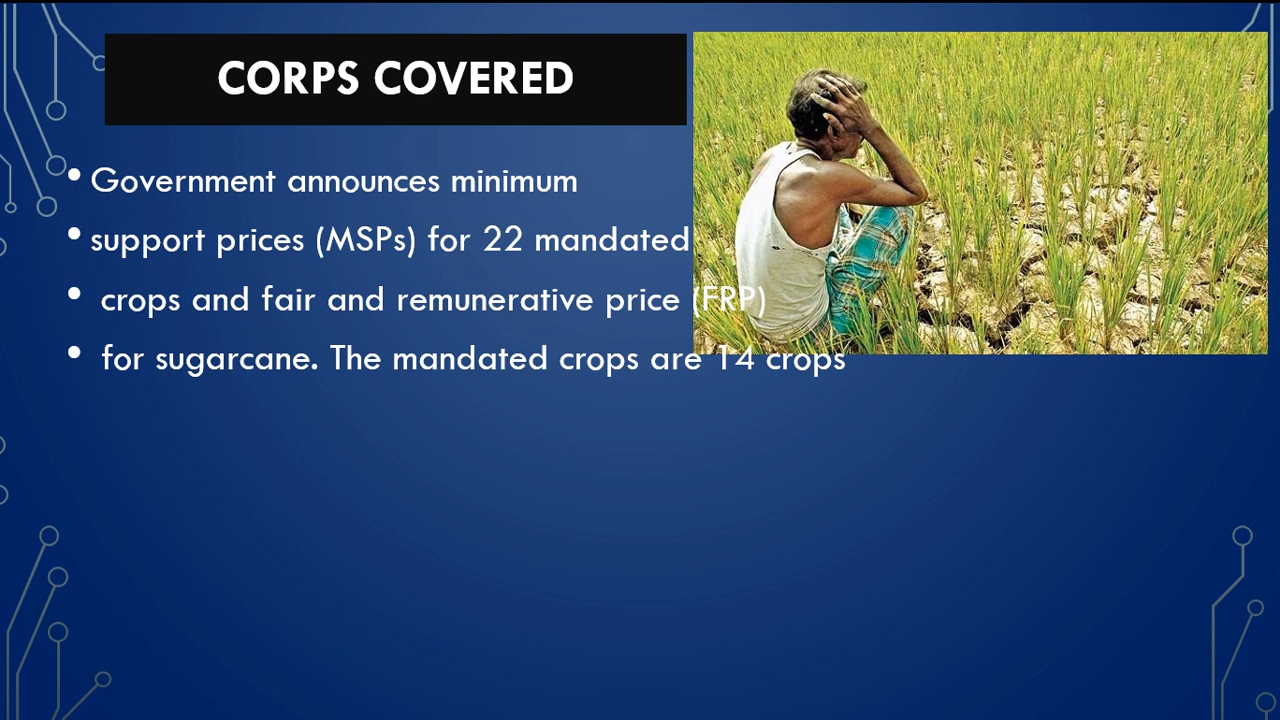 CORPS COVERED
• Government announces minimum
• support prices (MSPs) for 22 mandated
• crops and fair and remunerative price (FRP)
• for sugarcane. The mandated crops are 14 crops